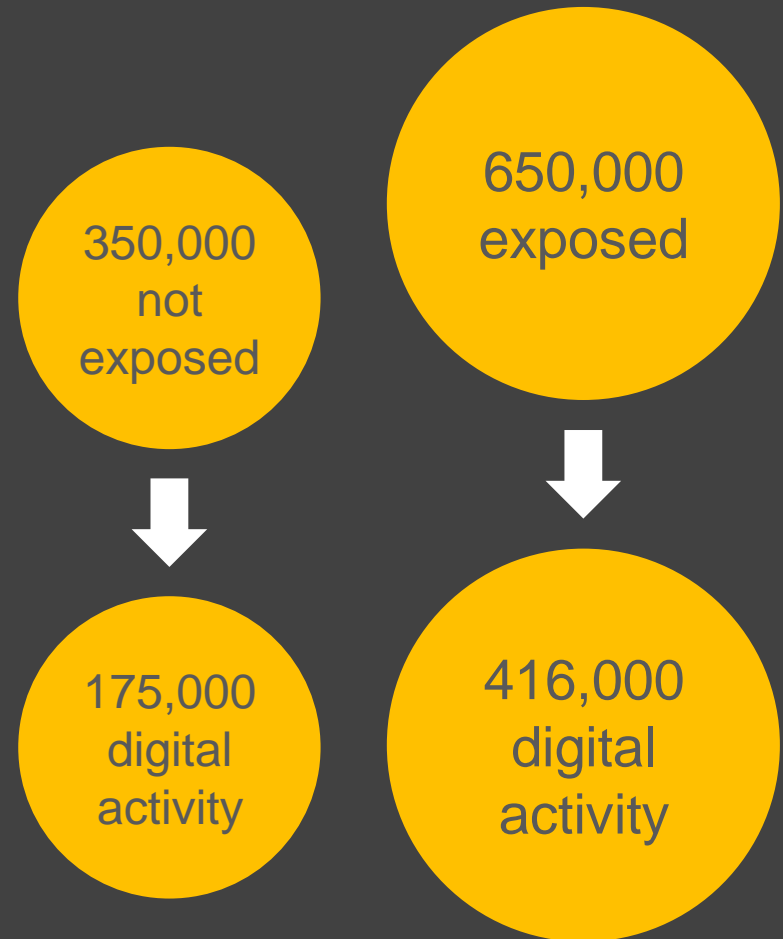 350,000
not
exposed
650,000
exposed
175,000
digital
activity
416,000
digital
activity